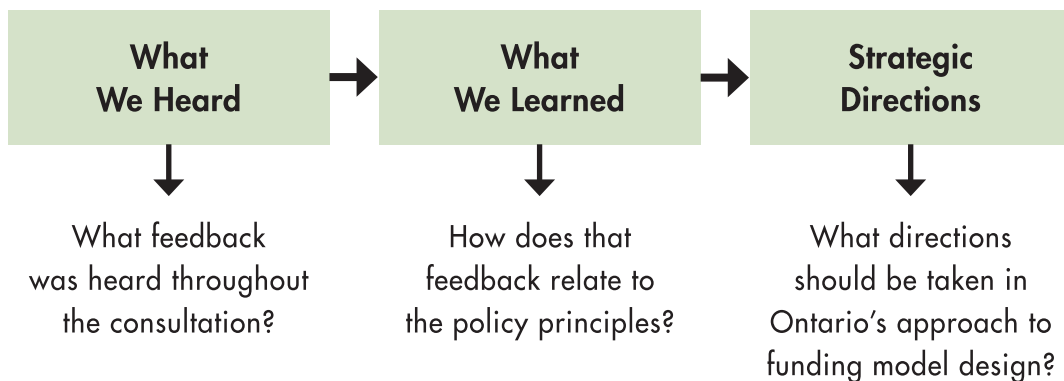 What
We Heard
What
We Learned
Strategic
Directions
What feedback
was heard throughout
the consultation?
How does that
feedback relate to
the policy principles?
What directions
should be taken in
Ontario’s approach to
funding model design?